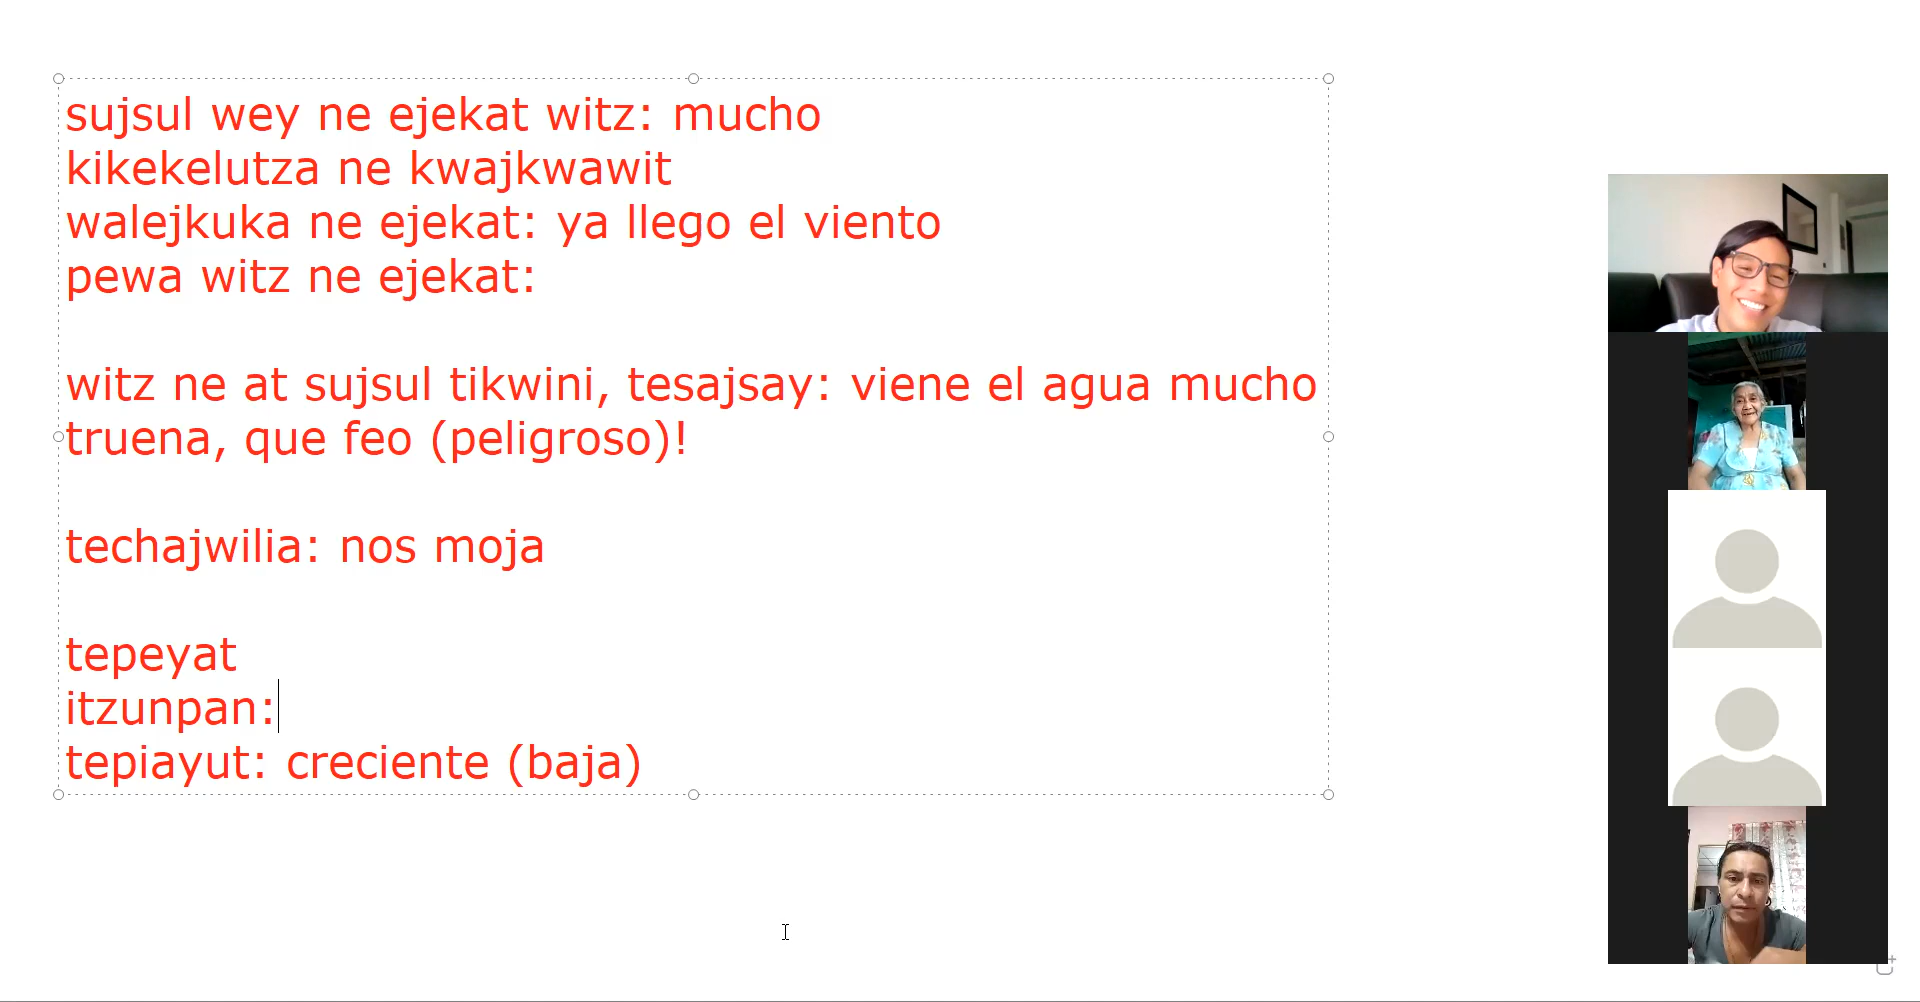 sujsul wey ne ejekat witz: mucho
kikekelutza ne kwajkwawit
walejkuka ne ejekat: ya llego el viento
pewa witz ne ejekat:
witz ne at sujsul tikwini, tesajsay: viene el agua mucho
truena, que feo (peligroso)!
techajwilia: nos moja
tepeyat
itzunpan:
tepiayut: creciente (baja)